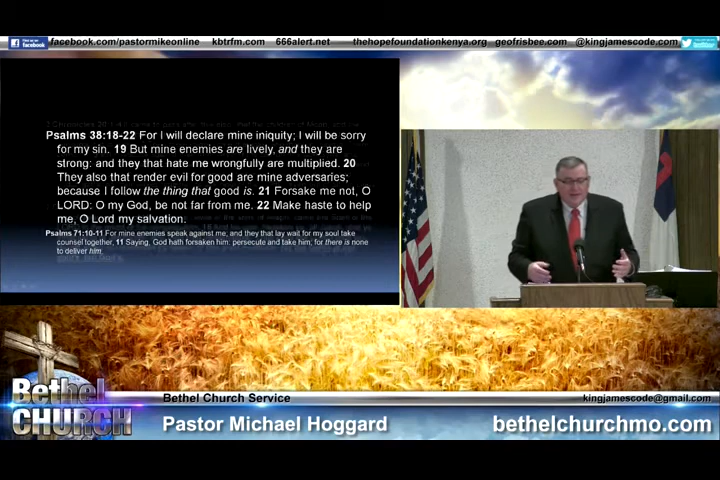 facebook.com/pastormikeonline kbtrfm.com 666alert.net thehopefoundationkenya.org geofrisbee.com @kingjamescode.com
Psalms 38:18-22 For I will declare mine iniquity; I will be sorry
for my sin. 19 But mine enemies are lively, and they are
strong: and they that hate me wrongfully are multiplied. 20
They also that render evil for good are mine adversaries;
because I follow the thing that good is. 21 Forsake me not, O
LORD: O my God, be not far from me. 22 Make haste to help
me, O Lord my salvation.
Psalms 71:10-11 For mine enemies speak against me; and they that lay wait for my soul take
counsel together, 11 Saying, God hath forsaken him: persecute and take him; for there is none
to deliver him.
Bethel
CHURCH
Bethel Church Service
kingjamescode@gmail.com
Pastor Michael Hoggard
bethelchurchmo.com